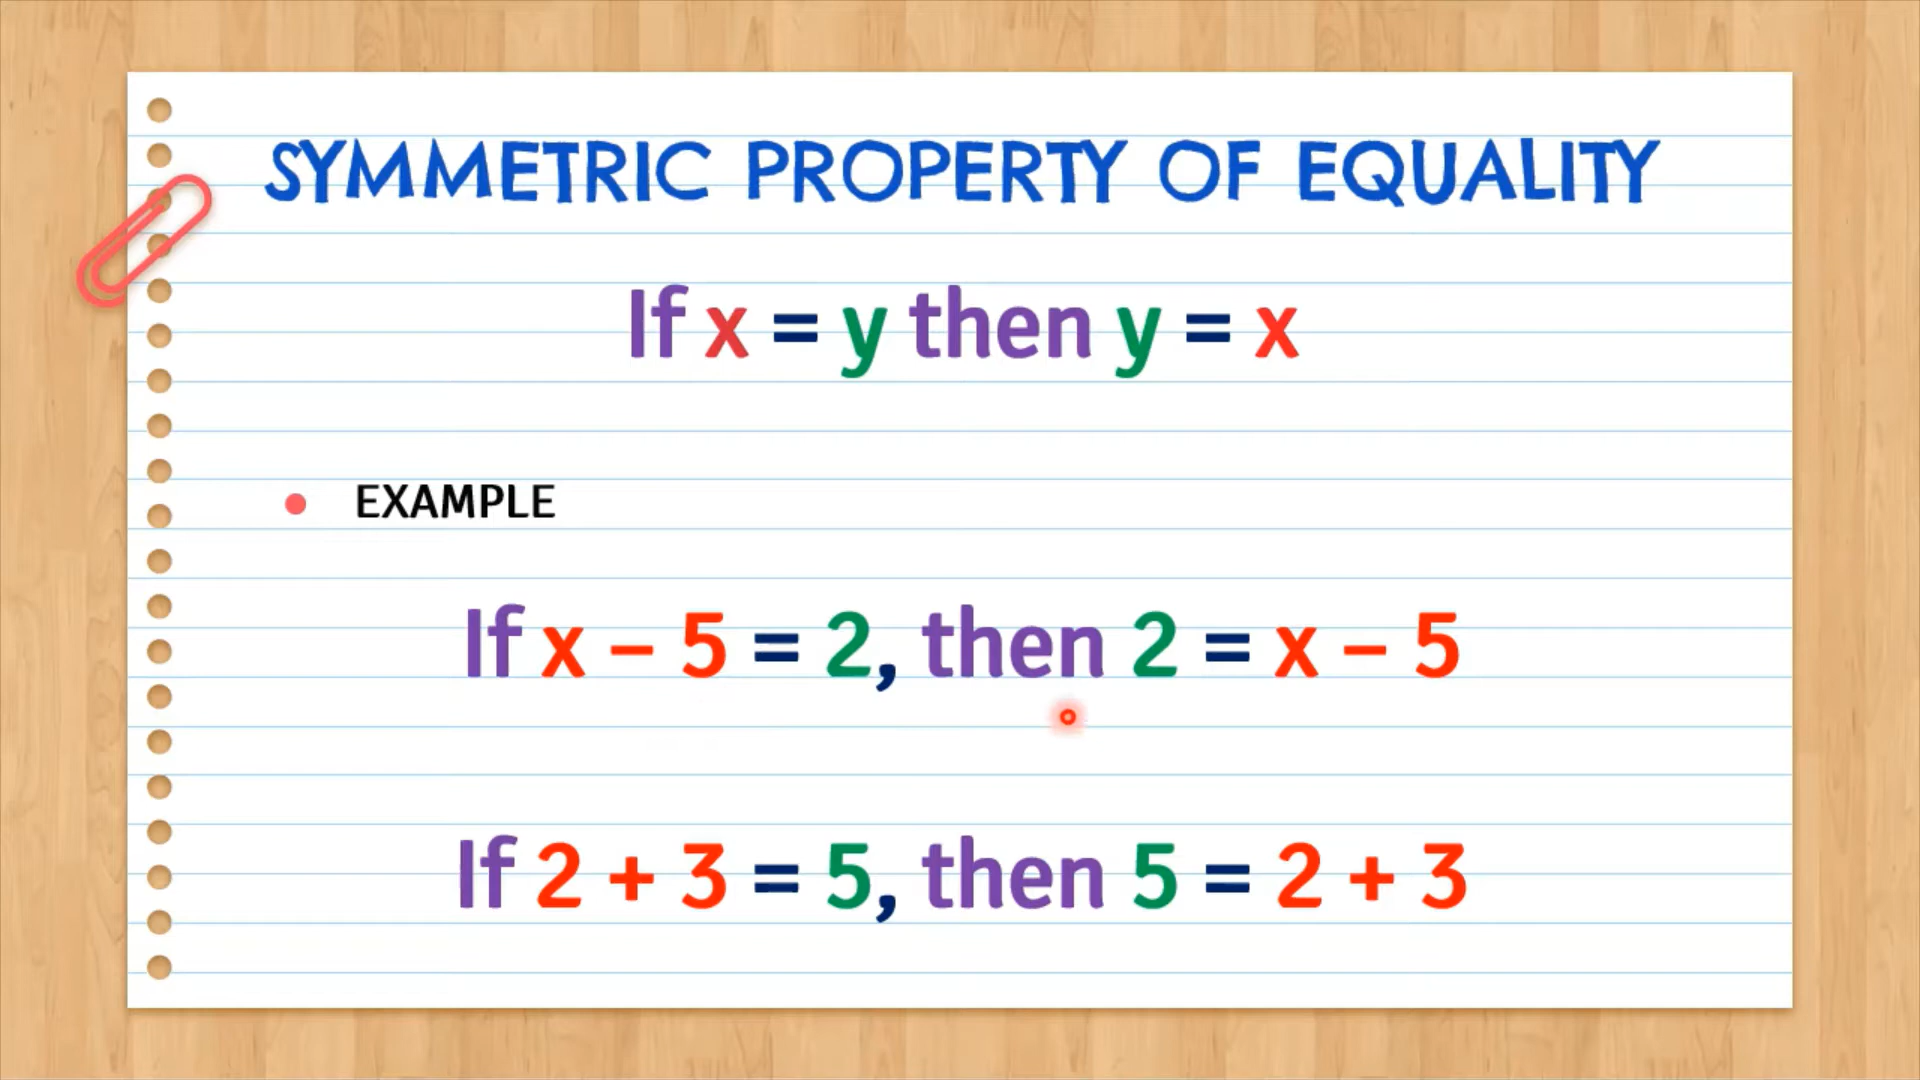 SYMMETRIC PROPERTY OF EQUALITY
If x = y then y = x
EXAMPLE
If x – 5 = 2, then 2 = x – 5
If 2 + 3 = 5, then 5 = 2 + 3